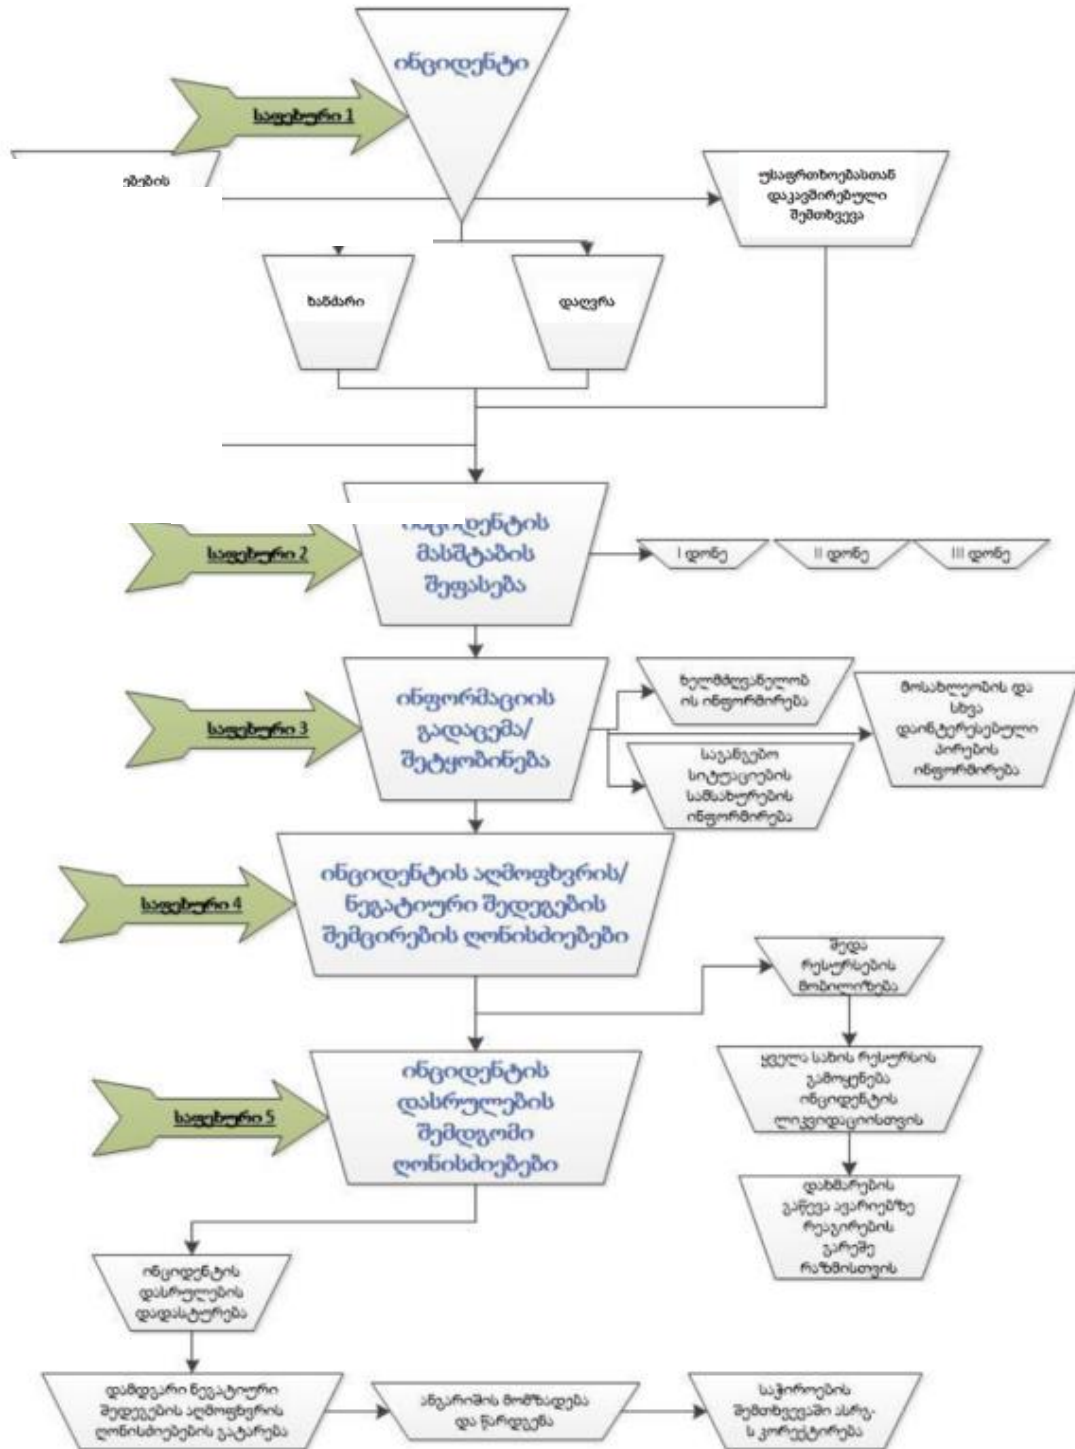 ინციდენტი
საფეხური 1
უსაფრთხოებასთან
დაკავშირებული
შემთხვევა
ხანძარი
დაღვრა
საფეხური 2
მასშტაბის
შეფასება
I დონე
II დონე
III დონე
საფეხური 3
ინფორმაციის
გადაცემა/
შეტყობინება
ხელმძღვანელობ
ის ინფორმირება
საგანგებო
სიტუაციების
სამსახურების
ინფორმირება
მოსახლეობის და
სხვა
დაინტერესებული
პირების
ინფორმირება
საფეხური 4
ინციდენტის აღმოფხვრის/
ნეგატიური შედეგების
შემცირების ღონისძიებები
შედა
რესურსების
მობილიზება
ყველა სახის რესურსის
გამოყენება
ინციდენტის
ლიკვიდაციისთვის
დახმარების
გაწევა ავარიებზე
რეაგირების
გარეშე
რაზმისთვის
საფეხური 5
ინციდენტის
დასრულების
შემდგომი
ღონისძიებები
ინციდენტის
დასრულების
დადასტურება
დამდგარი ნეგატიური
შედეგების აღმოფხვრის
ღონისძიებების გატარება
ანგარიშის მომზადება
და წარდგენა
საჭიროების
შემთხვევაში ასრგ-
ს კორექტირება